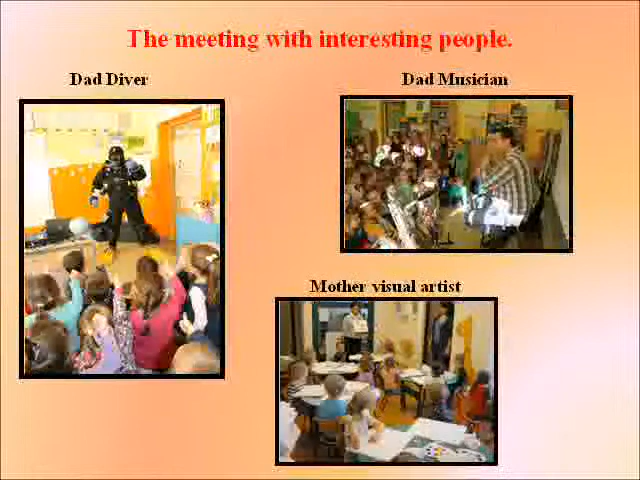 The meeting with interesting people.
Dad Diver
Dad Musician
Mother visual artist